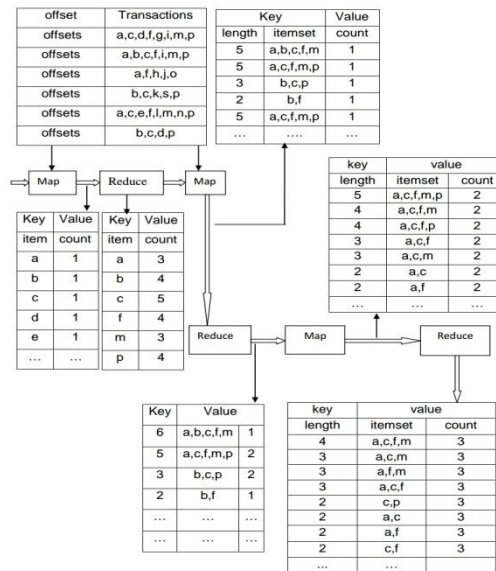 offset Transactions
offsets a,c,d,f,g,i,m,p
offsets a,b,c,f,i,m,p
offsets a,f,h,j,o
offsets b,c,k,s,p
offsets a,c,e,f,l,m,n,p
offsets b,c,d,p
Key Value
length itemset count
5 a,b,c,f,m 1
5 a,c,f,m,p 1
3 b,c,p 1
2 b,f 1
5 a,c,f,m,p 1
... .... ...
Map Reduce Map
Key Value
item count
a 1
b 1
c 1
d 1
e 1
... ...
Key Value
item count
a 3
b 4
c 5
f 4
m 3
p 4
key value
length itemset count
5 a,c,f,m,p 2
4 a,c,f,m 2
4 a,c,f,p 2
3 a,c,f 2
3 a,c,m 2
2 a,c 2
2 a,f 2
... ... ...
Reduce Map Reduce
Key Value
6 a,b,c,f,m 1
5 a,c,f,m,p 2
3 b,c,p 2
2 b,f 1
... ... ...
... ... ...
key value
length itemset count
4 a,c,f,m 3
3 a,c,m 3
3 a,f,m 3
3 a,c,f 3
2 c,p 3
2 a,c 3
2 a,f 3
2 c,f 3
... ...